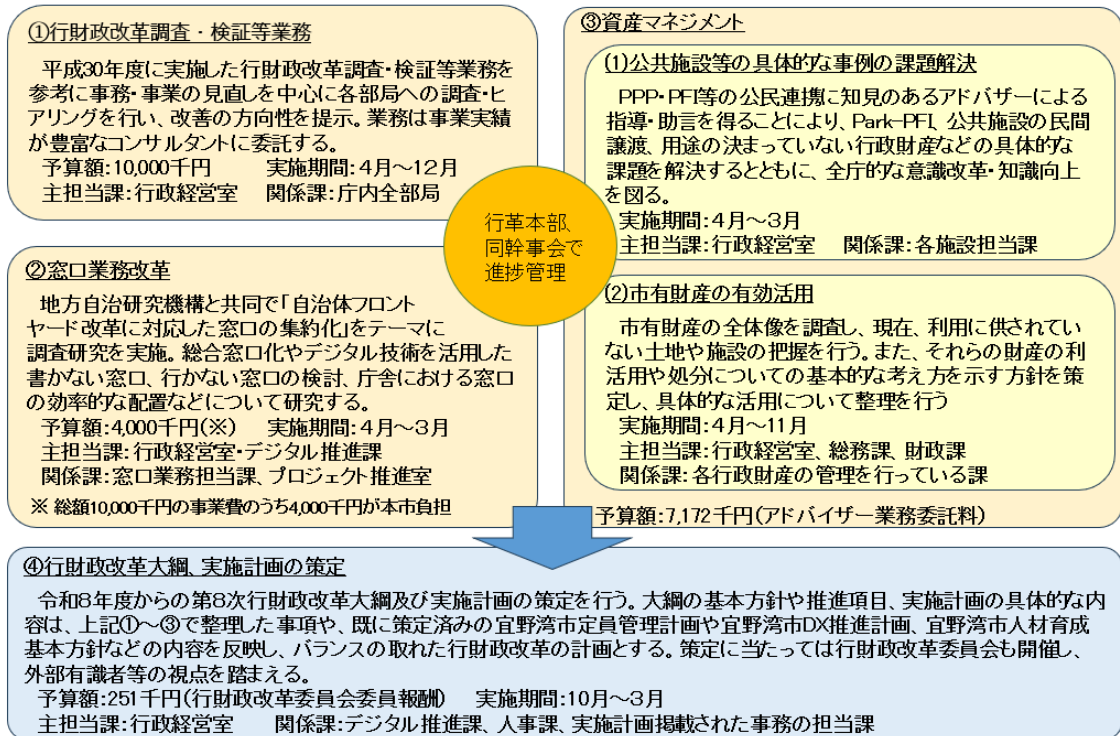 ①行財政改革調査・検証等業務
平成30年度に実施した行財政改革調査・検証等業務を
参考に事務・事業の見直しを中心に各部局への調査・ヒ
アリングを行い、改善の方向性を提示。業務は事業実績
が豊富なコンサルタントに委託する。
予算額:10,000千円　実施期間:4月～12月
主担当課:行政経営室　関係課:庁内全部局
②窓口業務改革
地方自治研究機構と共同で「自治体フロント
ヤード改革に対応した窓口の集約化」をテーマに
調査研究を実施。総合窓口化やデジタル技術を活用した
書かない窓口、行かない窓口の検討、庁舎における窓口
の効率的な配置などについて研究する。
予算額:4,000千円(※)　実施期間:4月～3月
主担当課:行政経営室・デジタル推進課
関係課:窓口業務担当課、プロジェクト推進室
※ 総額10,000千円の事業費のうち4,000千円が本市負担
行革本部、
同幹事会で
進捗管理
③資産マネジメント
(1)公共施設等の具体的な事例の課題解決
PPP・PFI等の公民連携に知見のあるアドバザーによる
指導・助言を得ることにより、Park-PFI、公共施設の民間
譲渡、用途の決まっていない行政財産などの具体的な
課題を解決するとともに、全庁的な意識改革・知識向上
を図る。
実施期間:4月～3月
主担当課:行政経営室　関係課:各施設担当課
(2)市有財産の有効活用
市有財産の全体像を調査し、現在、利用に供されてい
ない土地や施設の把握を行う。また、それらの財産の利
活用や処分についての基本的な考え方を示す方針を策
定し、具体的な活用について整理を行う
実施期間:4月～11月
主担当課:行政経営室、総務課、財政課
関係課:各行政財産の管理を行っている課
予算額:7,172千円(アドバイザー業務委託料)
④行財政改革大綱、実施計画の策定
令和8年度からの第8次行財政改革大綱及び実施計画の策定を行う。大綱の基本方針や推進項目、実施計画の具体的な内
容は、上記①～③で整理した事項や、既に策定済みの宜野湾市定員管理計画や宜野湾市DX推進計画、宜野湾市人材育成
基本方針などの内容を反映し、バランスの取れた行財政改革の計画とする。策定に当たっては行財政改革委員会も開催し、
外部有識者等の視点を踏まえる。
予算額:251千円(行財政改革委員会委員報酬)　実施期間:10月～3月
主担当課:行政経営室　関係課:デジタル推進課、人事課、実施計画掲載された事務の担当課